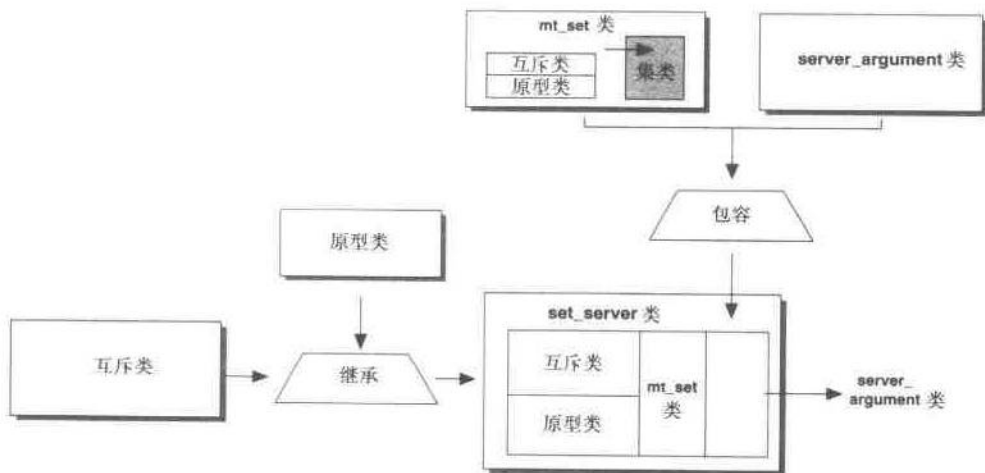 mt_set 类
互斥类
原型类
集类
server_argument 类
包容
原型类
互斥类
继承
set_server 类
互斥类
原型类
mt_set
类
server_
argument 类